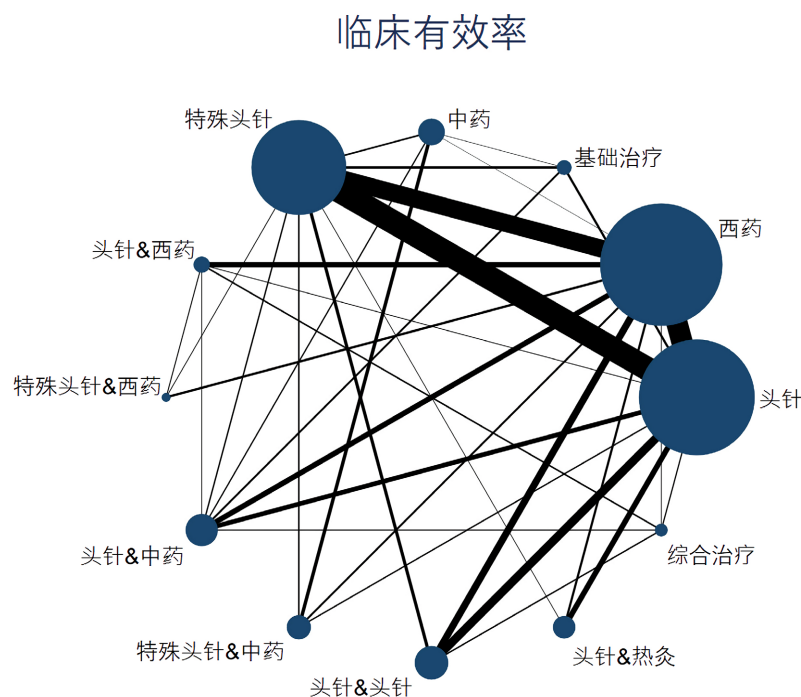 临床有效率
特殊头针
中药
基础治疗
西药
头针&西药
特殊头针&西药
头针
头针&中药
综合治疗
特殊头针&中药
头针&热灸
头针&头针